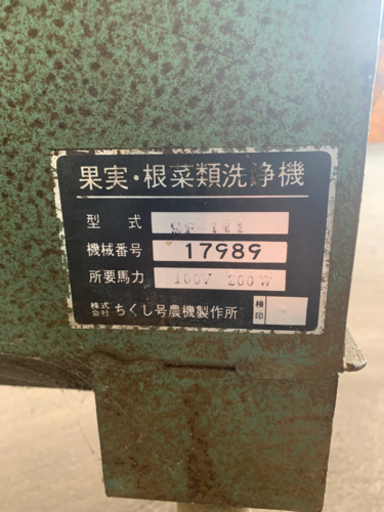 果実・根菜類洗浄機
型式
機械番号 17989
所要馬力 100V 200W
株式会社 ちくし号農機製作所 検印